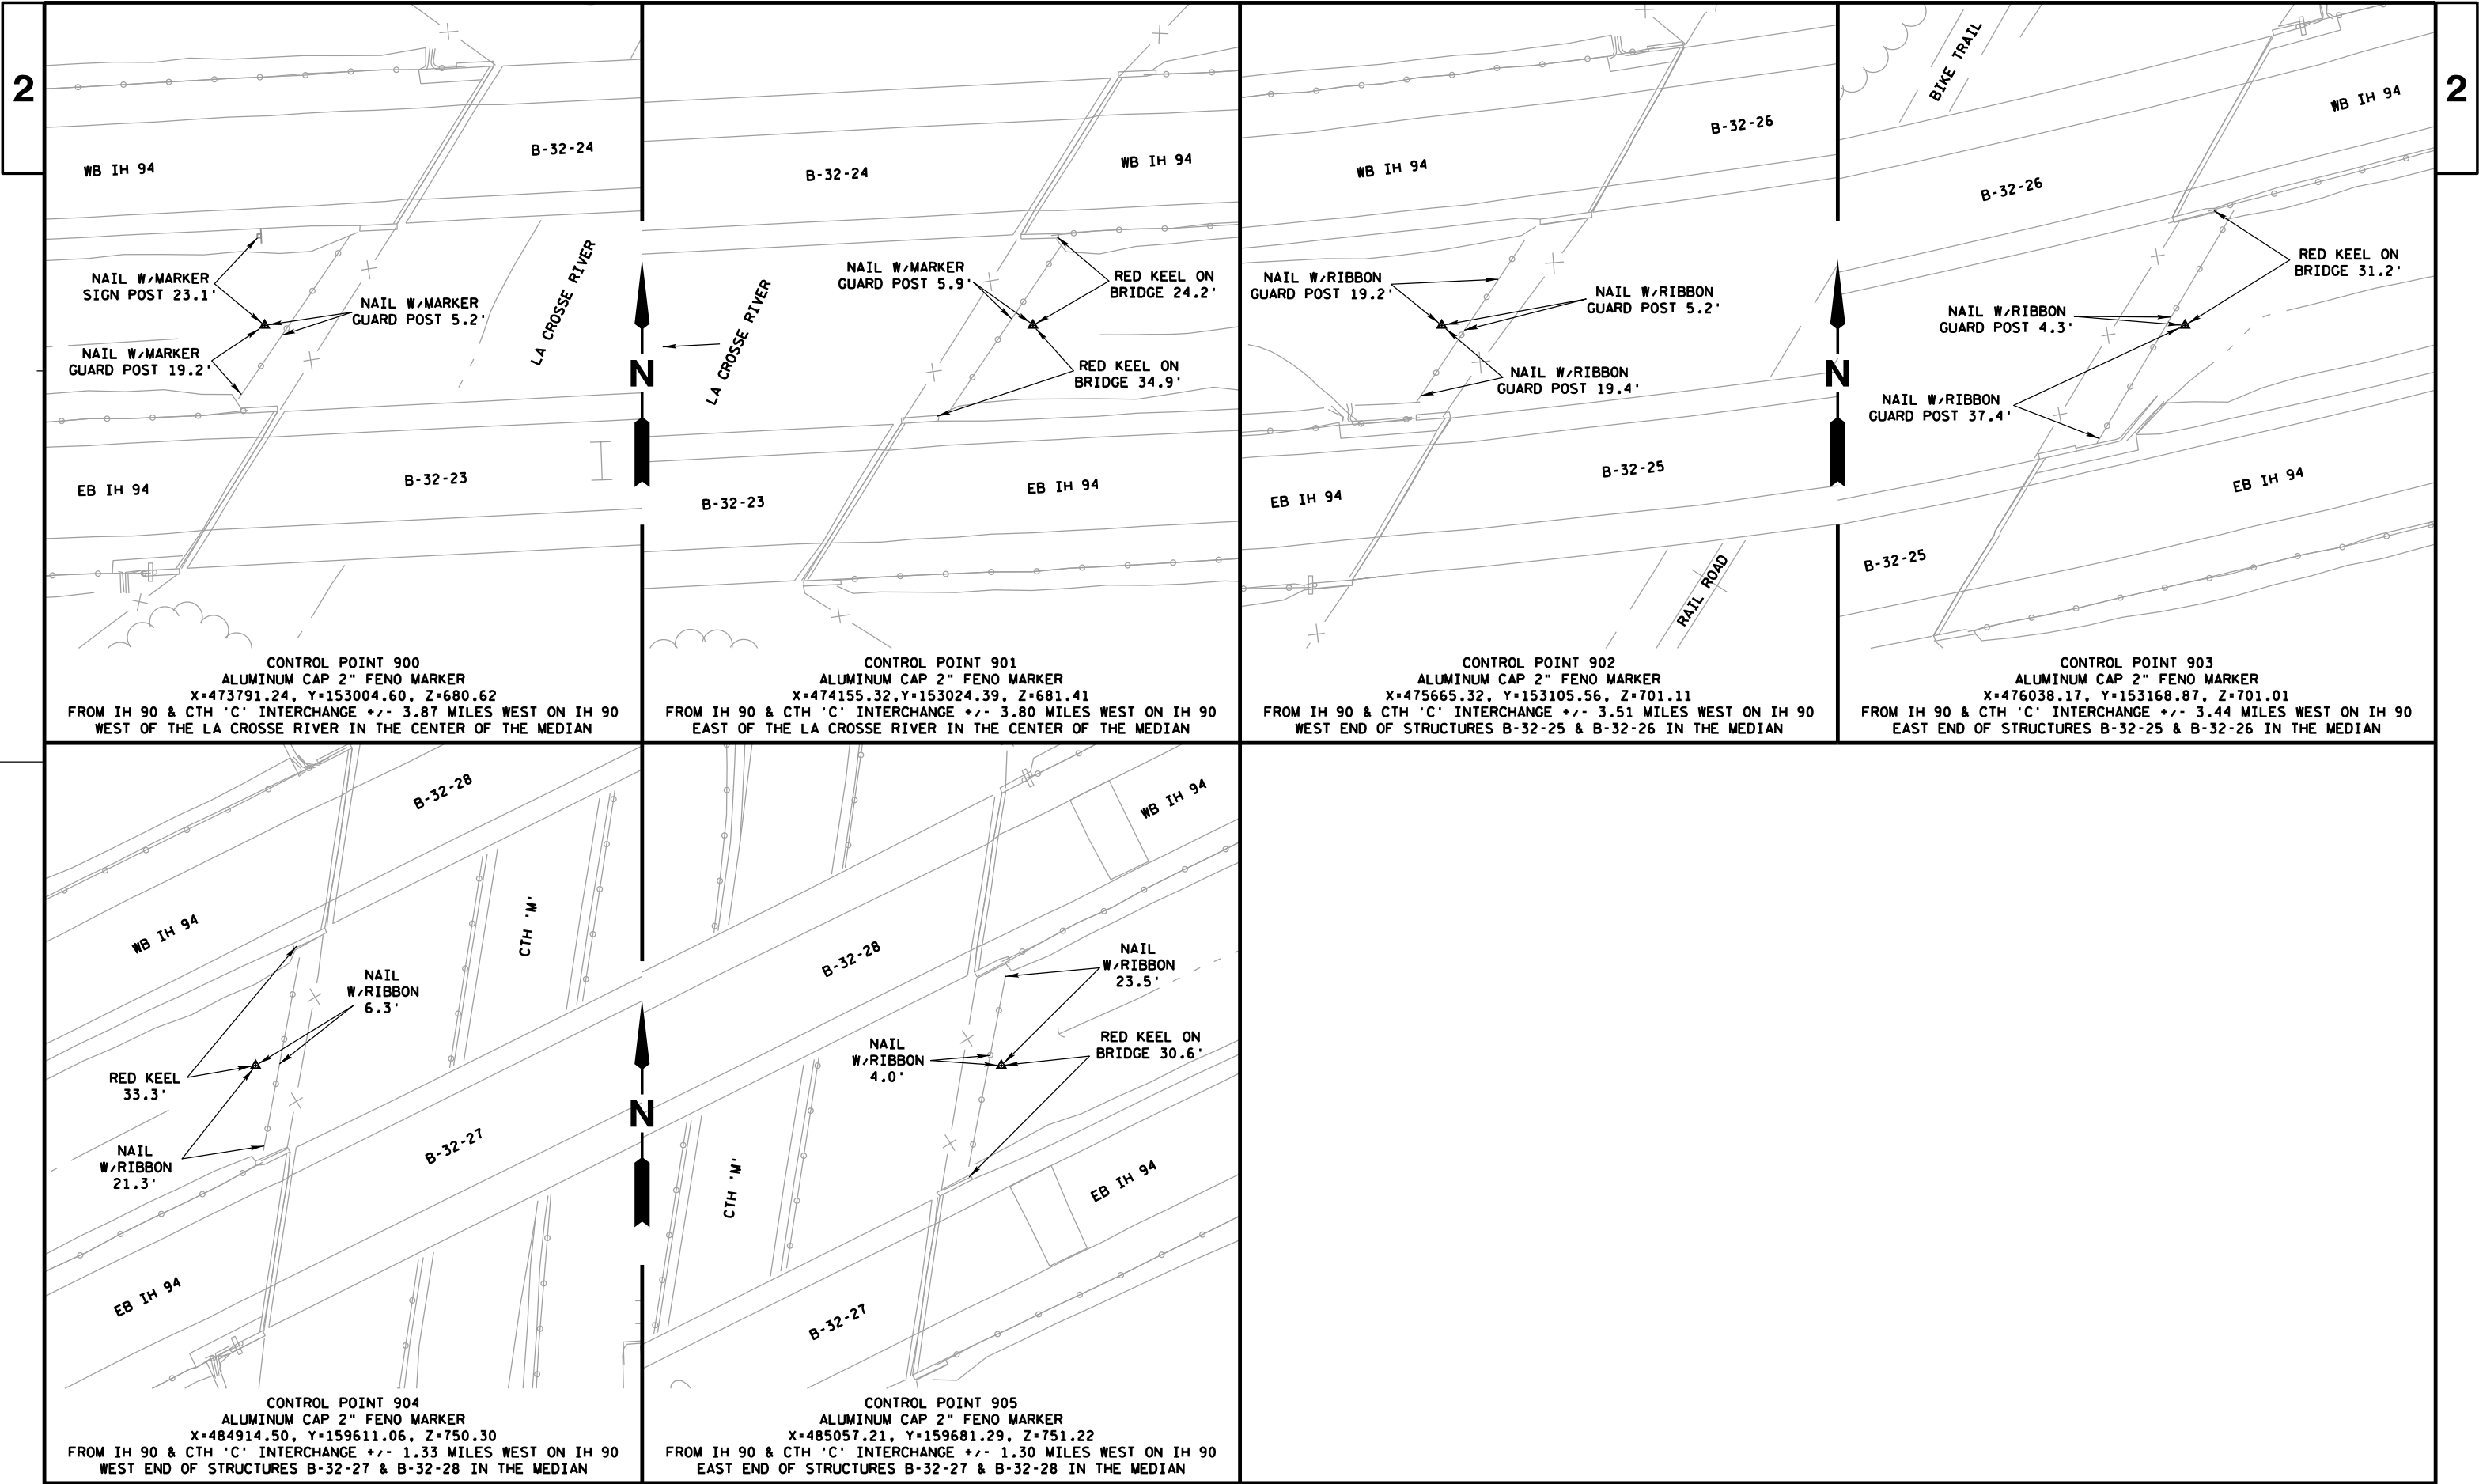 2
WB IH 94
B-32-24
NAIL W/MARKER
SIGN POST 23.1'
NAIL W/MARKER
GUARD POST 5.2'
NAIL W/MARKER
GUARD POST 19.2'
LA CROSSE RIVER
EB IH 94
B-32-23
CONTROL POINT 900
ALUMINUM CAP 2" FENO MARKER
X=473791.24, Y=153004.60, Z=680.62
FROM IH 90 & CTH 'C' INTERCHANGE +/- 3.87 MILES WEST ON IH 90
WEST OF THE LA CROSSE RIVER IN THE CENTER OF THE MEDIAN
N
B-32-24
WB IH 94
NAIL W/MARKER
GUARD POST 5.9'
RED KEEL ON
BRIDGE 24.2'
LA CROSSE RIVER
RED KEEL ON
BRIDGE 34.9'
B-32-23
EB IH 94
CONTROL POINT 901
ALUMINUM CAP 2" FENO MARKER
X=474155.32,Y=153024.39, Z=681.41
FROM IH 90 & CTH 'C' INTERCHANGE +/- 3.80 MILES WEST ON IH 90
EAST OF THE LA CROSSE RIVER IN THE CENTER OF THE MEDIAN
WB IH 94
B-32-26
NAIL W/RIBBON
GUARD POST 19.2'
NAIL W/RIBBON
GUARD POST 5.2'
NAIL W/RIBBON
GUARD POST 19.4'
B-32-25
EB IH 94
RAIL ROAD
CONTROL POINT 902
ALUMINUM CAP 2" FENO MARKER
X=475665.32, Y=153105.56, Z=701.11
FROM IH 90 & CTH 'C' INTERCHANGE +/- 3.51 MILES WEST ON IH 90
WEST END OF STRUCTURES B-32-25 & B-32-26 IN THE MEDIAN
N
BIKE TRAIL
WB IH 94
B-32-26
RED KEEL ON
BRIDGE 31.2'
NAIL W/RIBBON
GUARD POST 4.3'
NAIL W/RIBBON
GUARD POST 37.4'
EB IH 94
B-32-25
CONTROL POINT 903
ALUMINUM CAP 2" FENO MARKER
X=476038.17, Y=153168.87, Z=701.01
FROM IH 90 & CTH 'C' INTERCHANGE +/- 3.44 MILES WEST ON IH 90
EAST END OF STRUCTURES B-32-25 & B-32-26 IN THE MEDIAN
2
B-32-28
WB IH 94
CTH 'M'
NAIL
W/RIBBON
6.3'
RED KEEL
33.3'
NAIL
W/RIBBON
21.3'
B-32-27
EB IH 94
CONTROL POINT 904
ALUMINUM CAP 2" FENO MARKER
X=484914.50, Y=159611.06, Z=750.30
FROM IH 90 & CTH 'C' INTERCHANGE +/- 1.33 MILES WEST ON IH 90
WEST END OF STRUCTURES B-32-27 & B-32-28 IN THE MEDIAN
N
WB IH 94
B-32-28
NAIL
W/RIBBON
23.5'
NAIL
W/RIBBON
4.0'
RED KEEL ON
BRIDGE 30.6'
CTH 'M'
EB IH 94
B-32-27
CONTROL POINT 905
ALUMINUM CAP 2" FENO MARKER
X=485057.21, Y=159681.29, Z=751.22
FROM IH 90 & CTH 'C' INTERCHANGE +/- 1.30 MILES WEST ON IH 90
EAST END OF STRUCTURES B-32-27 & B-32-28 IN THE MEDIAN